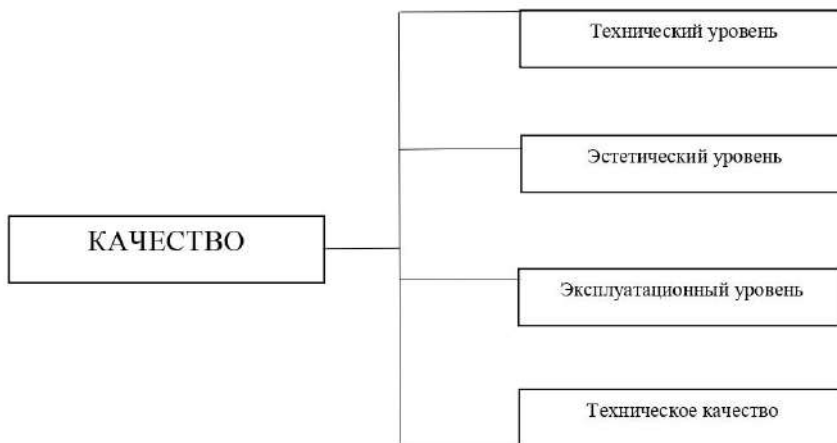 Технический уровень
Эстетический уровень
КАЧЕСТВО
Эксплуатационный уровень
Техническое качество